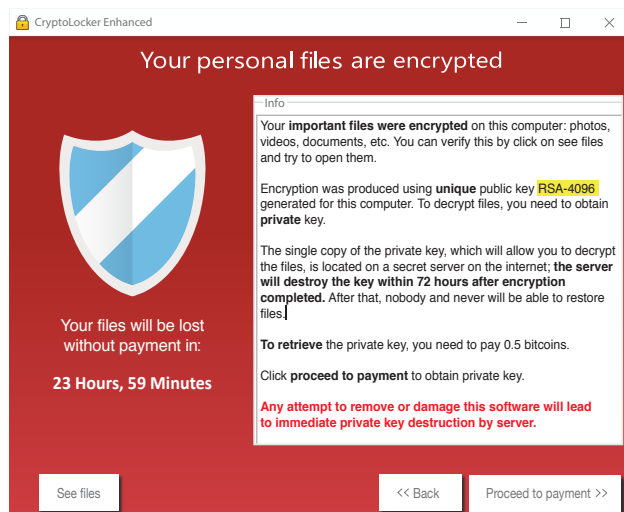 CryptoLocker Enhanced
Your personal files are encrypted
Info
Your important files were encrypted on this computer: photos,
videos, documents, etc. You can verify this by click on see files
and try to open them.
Encryption was produced using unique public key RSA-4096
generated for this computer. To decrypt files, you need to obtain
private key.
The single copy of the private key, which will allow you to decrypt
the files, is located on a secret server on the internet; the server
will destroy the key within 72 hours after encryption
completed. After that, nobody and never will be able to restore
files.
To retrieve the private key, you need to pay 0.5 bitcoins.
Click proceed to payment to obtain private key.
Any attempt to remove or damage this software will lead
to immediate private key destruction by server.
Your files will be lost
without payment in:
23 Hours, 59 Minutes
See files
<< Back
Proceed to payment >>